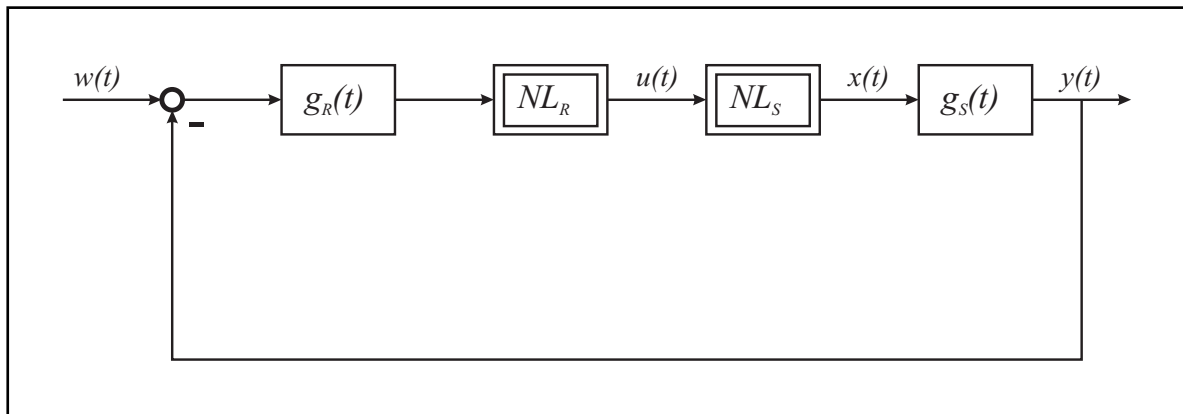 w(t)
g_R(t)
NL_R
u(t)
NL_S
x(t)
g_S(t)
y(t)
-